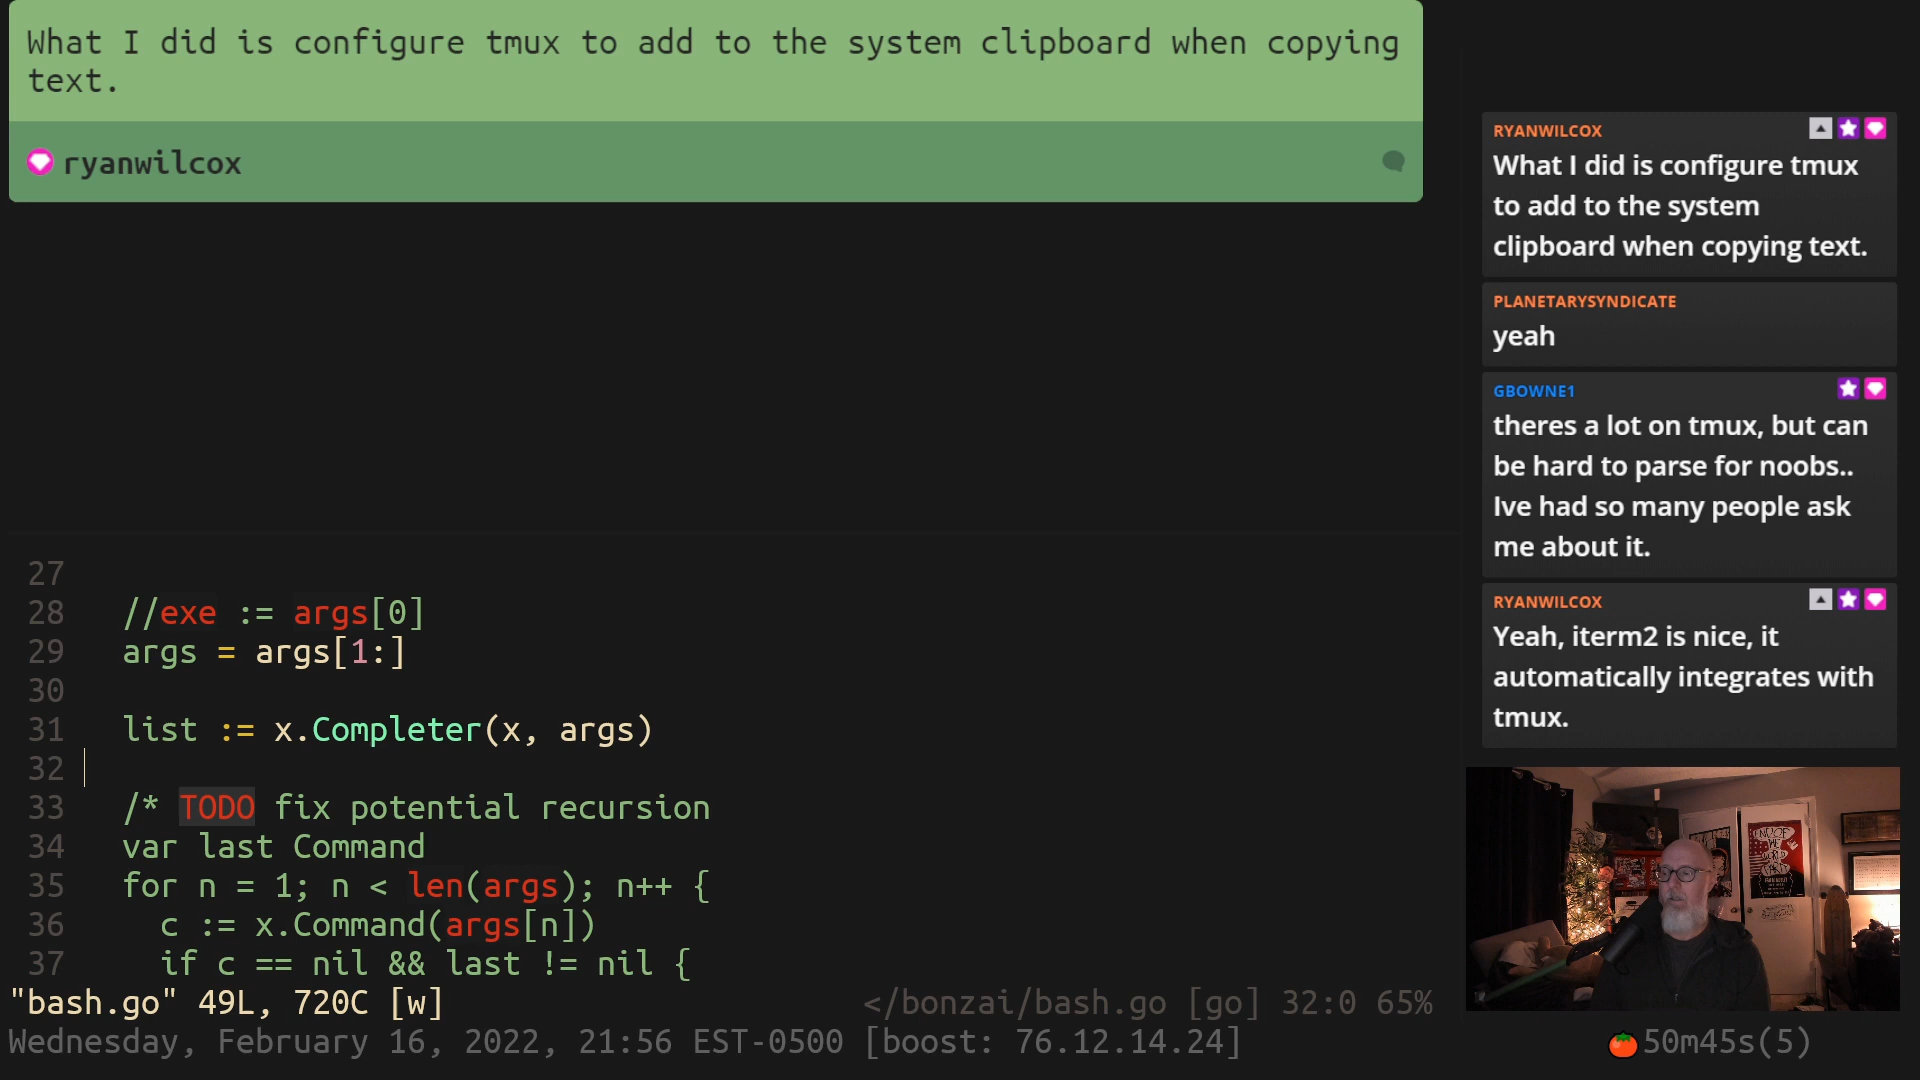 What I did is configure tmux to add to the system clipboard when copying
text.
ryanwilcox
27
28 //exe := args[0]
29 args = args[1:]
30
31 list := x.Completer(x, args)
32
33 /* TODO fix potential recursion
34 var last Command
35 for n = 1; n < len(args); n++ {
36 c := x.Command(args[n])
37 if c == nil && last != nil {
"bash.go" 49L, 720C [w] </bonzai/bash.go [go] 32:0 65%
Wednesday, February 16, 2022, 21:56 EST-0500 [boost: 76.12.14.24]
RYANWILCOX
What I did is configure tmux
to add to the system
clipboard when copying text.
PLANETARYSYNDICATE
yeah
GBOWNE1
theres a lot on tmux, but can
be hard to parse for noobs..
Ive had so many people ask
me about it.
RYANWILCOX
Yeah, iterm2 is nice, it
automatically integrates with
tmux.
50m45s(5)